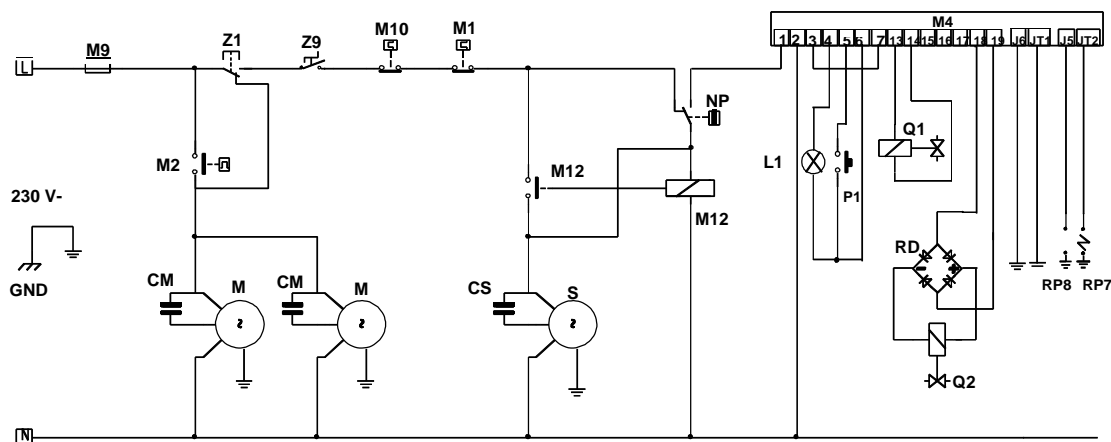 M4
M9
Z1
Z9
M10
M1
1 2 3 4 5 6 7 13 14 15 16 17 18 19 J6 JT1 J5 JT2
L
NP
M2
M12
L1
P1
Q1
230 V-
M12
RD
GND
RP8 RP7
CM
M
CM
M
CS
S
Q2
N